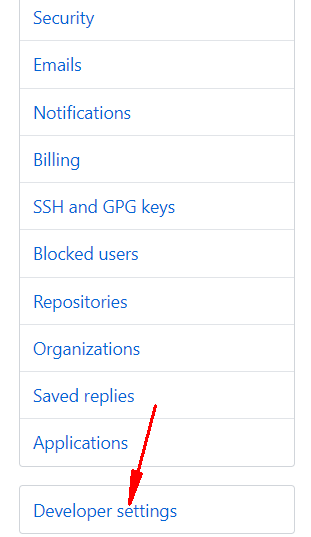 Security
Emails
Notifications
Billing
SSH and GPG keys
Blocked users
Repositories
Organizations
Saved replies
Applications
Developer settings